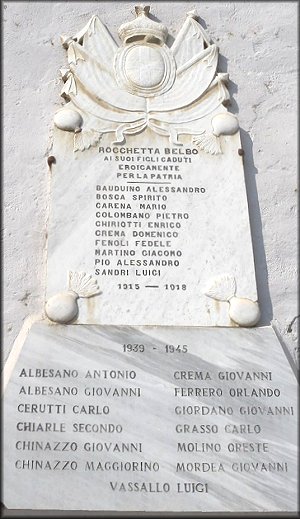 ROCCHETTA BELBO
AI SUOI FIGLI CADUTI
EROICAMENTE
PER LA PATRIA
BAUDUINO ALESSANDRO
BOSCA SPIRITO
CARENA MARIO
COLOMBANO PIETRO
CHIRIOTTI ENRICO
CREMA DOMENICO
FENOLI FEDELE
MARTINO GIACOMO
PIO ALESSANDRO
SANDRI LUIGI
1915 — 1918
1939 - 1945
ALBESANO ANTONIO
ALBESANO GIOVANNI
CERUTTI CARLO
CHIARLE SECONDO
CHINAZZO GIOVANNI
CHINAZZO MAGGIORINO
CREMA GIOVANNI
FERRERO ORLANDO
GIORDANO GIOVANNI
GRASSO CARLO
MOLINO ORESTE
MORDEA GIOVANNI
VASSALLO LUIGI